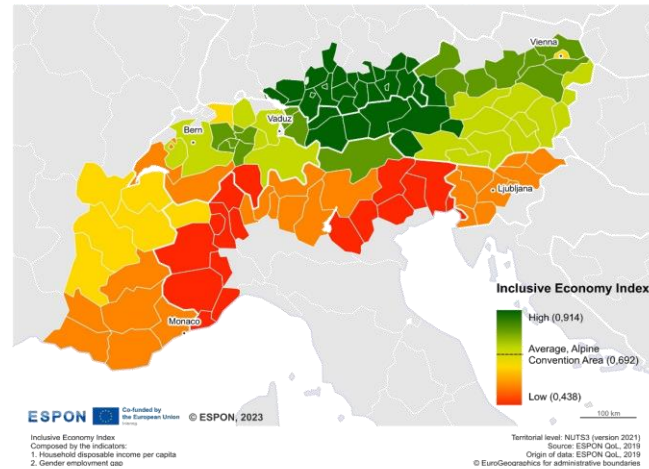 Vienna
Vaduz
Bern
Ljubljana
Monaco
Inclusive Economy Index
High (0,914)
Average, Alpine
Convention Area (0,692)
Low (0,438)
100 km
ESPON
Co-funded by
the European Union
Interreg
© ESPON, 2023
Inclusive Economy Index
Composed by the indicators:
1. Household disposable income per capita
2. Gender employment gap
Territorial level: NUTS3 (version 2021)
Source: ESPON QoL, 2019
Origin of data: ESPON QoL, 2019
© EuroGeographics for administrative boundaries